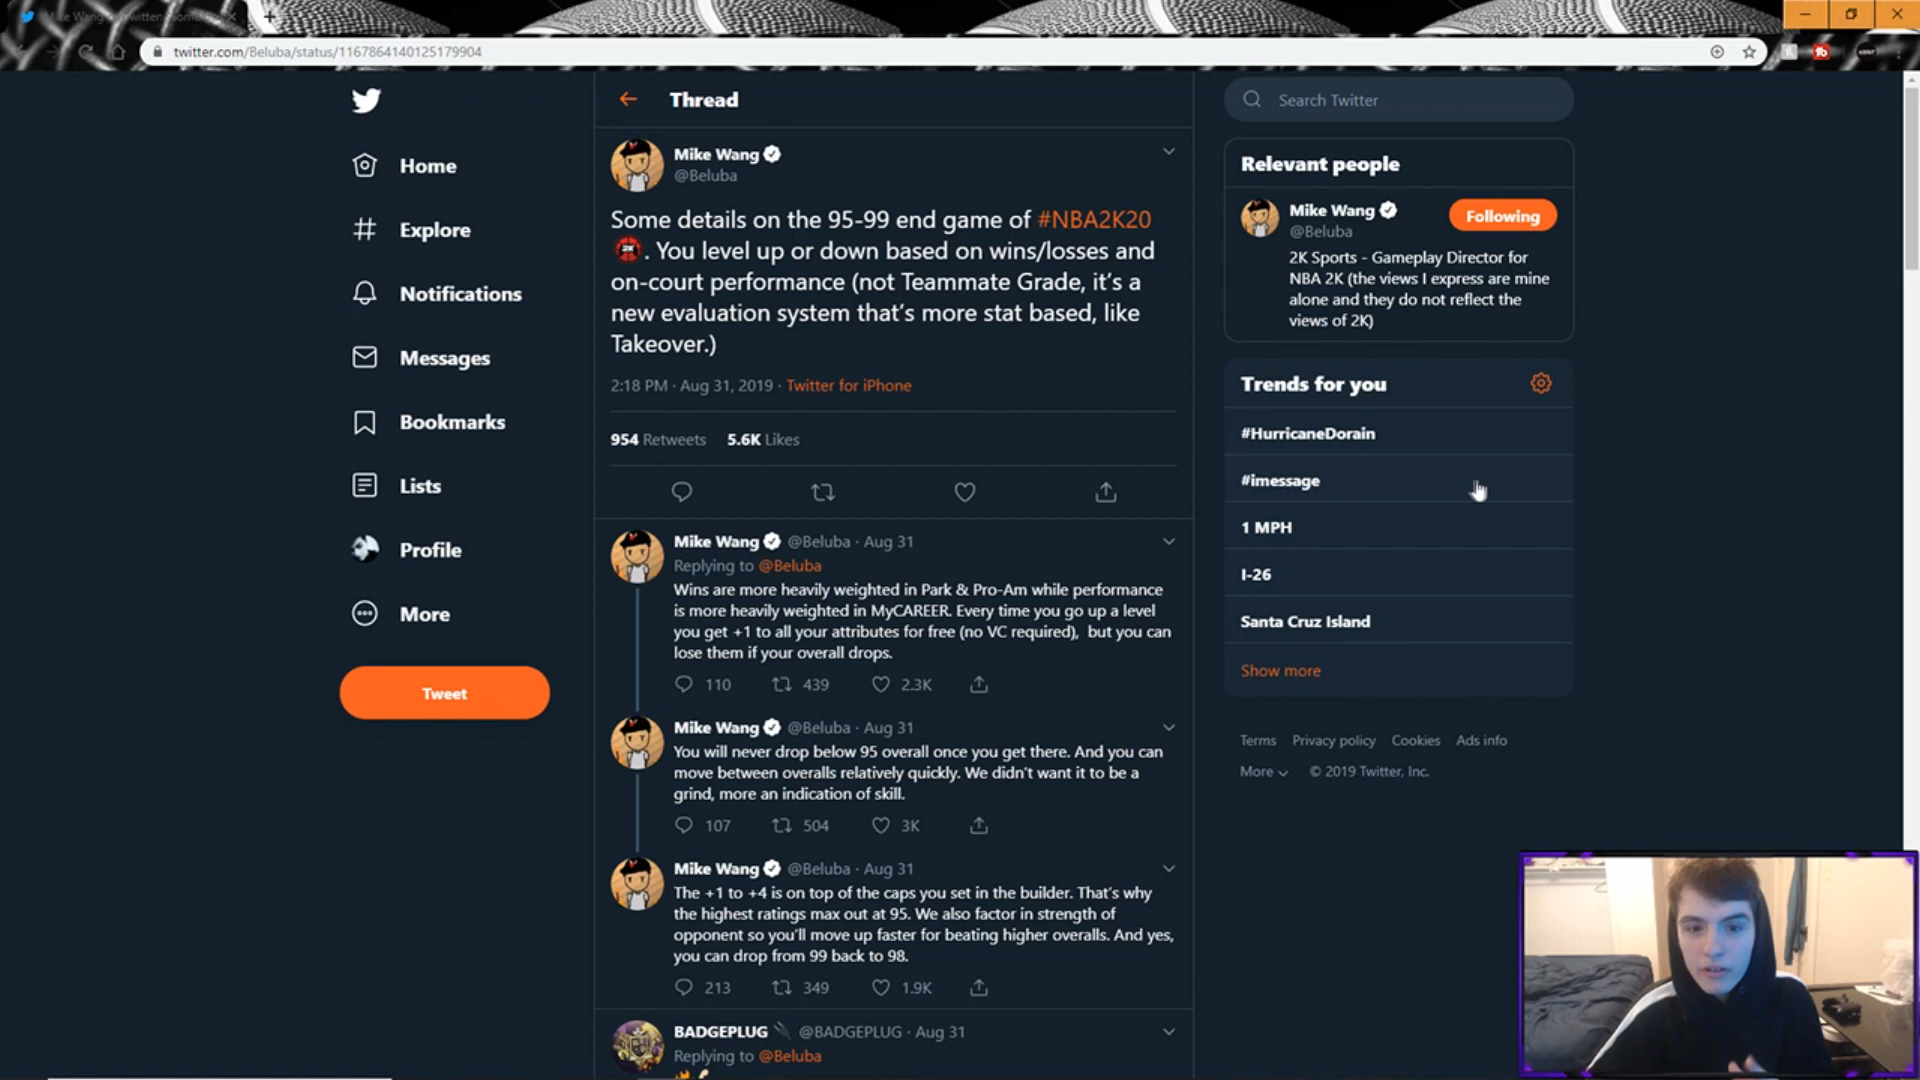 Mike Wang
twitter.com/Beluba/status/1167864140125179904
Home
Explore
Notifications
Messages
Bookmarks
Lists
Profile
More
Tweet
Thread
Mike Wang
@Beluba
Some details on the 95-99 end game of #NBA2K20
. You level up or down based on wins/losses and
on-court performance (not Teammate Grade, it's a
new evaluation system that's more stat based, like
Takeover.)
2:18 PM · Aug 31, 2019 · Twitter for iPhone
954 Retweets 5.6K Likes
Mike Wang @Beluba · Aug 31
Replying to @Beluba
Wins are more heavily weighted in Park & Pro-Am while performance
is more heavily weighted in MyCAREER. Every time you go up a level
you get +1 to all your attributes for free (no VC required), but you can
lose them if your overall drops.
110 439 2.3K
Mike Wang @Beluba · Aug 31
You will never drop below 95 overall once you get there. And you can
move between overalls relatively quickly. We didn't want it to be a
grind, more an indication of skill.
107 504 3K
Mike Wang @Beluba · Aug 31
The +1 to +4 is on top of the caps you set in the builder. That's why
the highest ratings max out at 95. We also factor in strength of
opponent so you'll move up faster for beating higher overalls. And yes,
you can drop from 99 back to 98.
213 349 1.9K
BADGEPLUG @BADGEPLUG · Aug 31
Replying to @Beluba
Search Twitter
Relevant people
Mike Wang
@Beluba
Following
2K Sports - Gameplay Director for
NBA 2K (the views I express are mine
alone and they do not reflect the
views of 2K)
Trends for you
#HurricaneDorain
#imessage
1 MPH
I-26
Santa Cruz Island
Show more
Terms Privacy policy Cookies Ads info
More © 2019 Twitter, Inc.